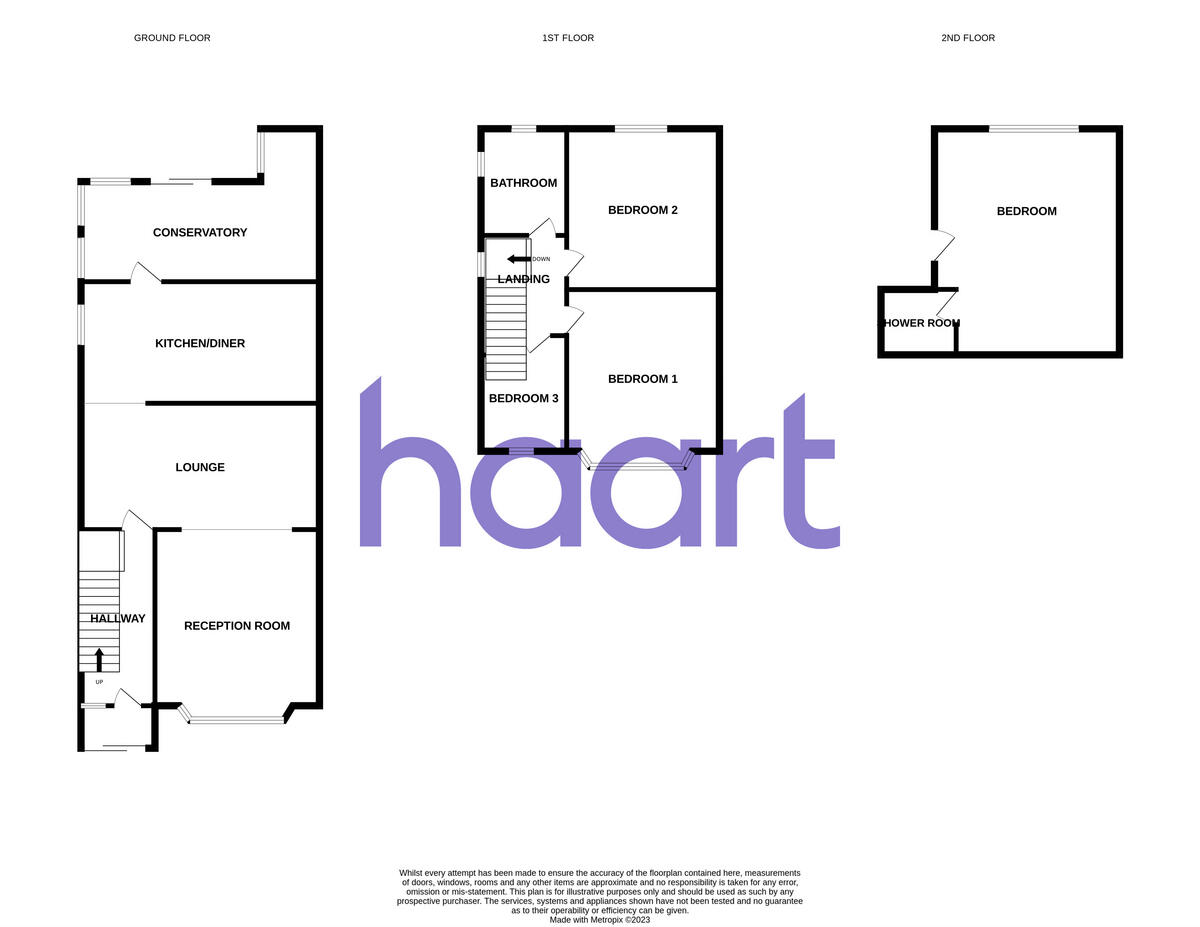 GROUND FLOOR
1ST FLOOR
2ND FLOOR
CONSERVATORY
KITCHEN/DINER
LOUNGE
HALLWAY
UP
RECEPTION ROOM
BATHROOM
BEDROOM 2
DOWN
LANDING
BEDROOM 1
BEDROOM 3
BEDROOM
SHOWER ROOM
haart
Whilst every attempt has been made to ensure the accuracy of the floorplan contained here, measurements
of doors, windows, rooms and any other items are approximate and no responsibility is taken for any error,
omission or mis-statement. This plan is for illustrative purposes only and should be used as such by any
prospective purchaser. The services, systems and appliances shown have not been tested and no guarantee
as to their operability or efficiency can be given.
Made with Metropix ©2023